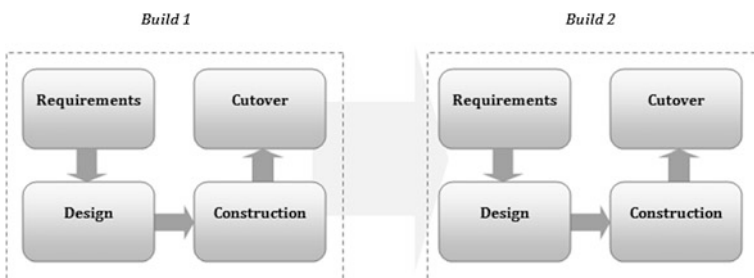 Build 1
Build 2
Requirements
Cutover
Design
Construction
Requirements
Cutover
Design
Construction